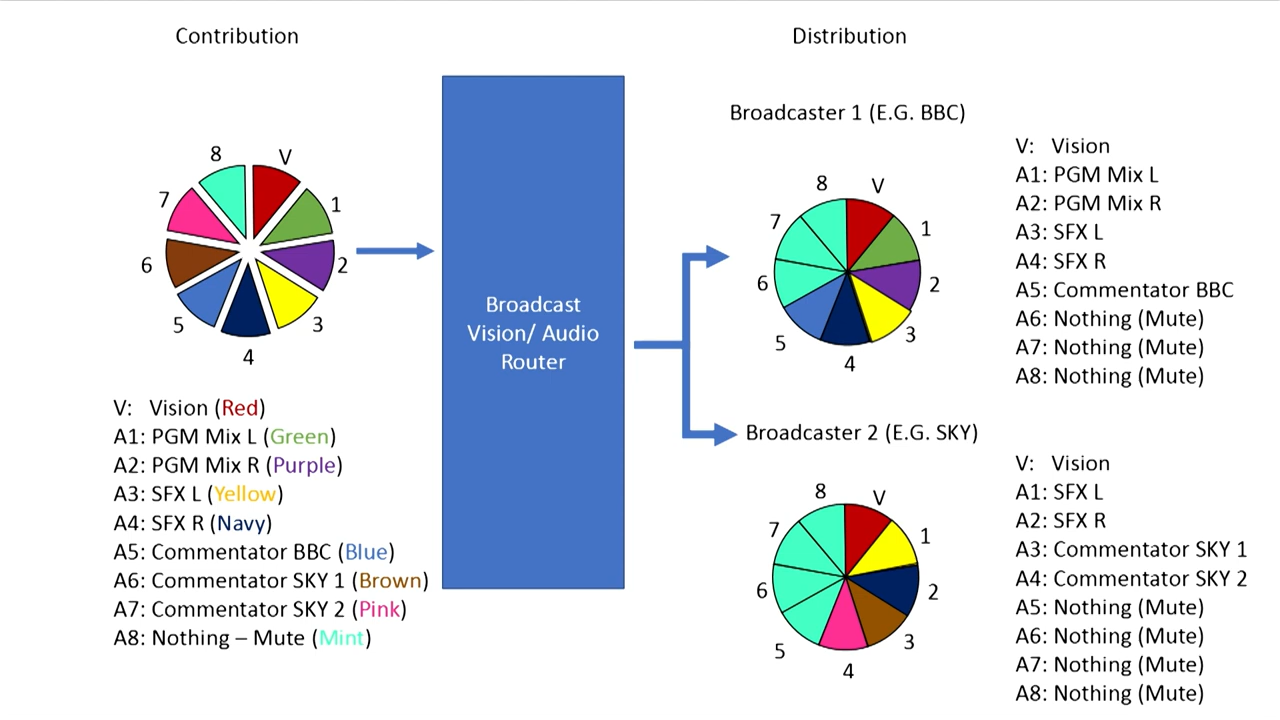 Contribution
Distribution
Broadcaster 1 (E.G. BBC)
8
V
7
1
6
2
5
3
4
V: Vision (Red)
A1: PGM Mix L (Green)
A2: PGM Mix R (Purple)
A3: SFX L (Yellow)
A4: SFX R (Navy)
A5: Commentator BBC (Blue)
A6: Commentator SKY 1 (Brown)
A7: Commentator SKY 2 (Pink)
A8: Nothing – Mute (Mint)
Broadcast
Vision/ Audio
Router
8
V
7
1
6
2
5
3
4
V: Vision
A1: PGM Mix L
A2: PGM Mix R
A3: SFX L
A4: SFX R
A5: Commentator BBC
A6: Nothing (Mute)
A7: Nothing (Mute)
A8: Nothing (Mute)
Broadcaster 2 (E.G. SKY)
8
V
7
1
6
2
5
3
4
V: Vision
A1: SFX L
A2: SFX R
A3: Commentator SKY 1
A4: Commentator SKY 2
A5: Nothing (Mute)
A6: Nothing (Mute)
A7: Nothing (Mute)
A8: Nothing (Mute)